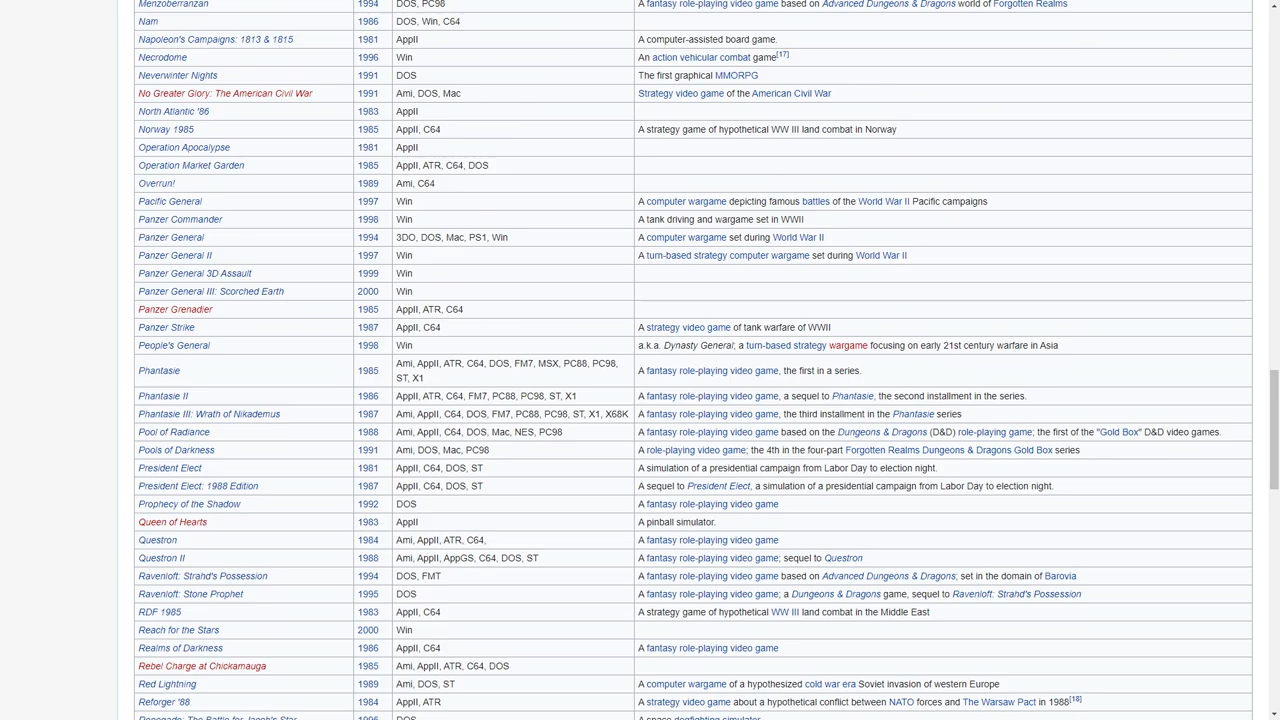 Menzoberranzan 1994 DOS, PC98 A fantasy role-playing video game based on Advanced Dungeons & Dragons world of Forgotten Realms
Nam 1986 DOS, Win, C64
Napoleon's Campaigns: 1813 & 1815 1981 AppII A computer-assisted board game.
Necrodome 1996 Win An action vehicular combat game[17]
Neverwinter Nights 1991 DOS The first graphical MMORPG
No Greater Glory: The American Civil War 1991 Ami, DOS, Mac Strategy video game of the American Civil War
North Atlantic '86 1983 AppII
Norway 1985 1985 AppII, C64 A strategy game of hypothetical WW III land combat in Norway
Operation Apocalypse 1981 AppII
Operation Market Garden 1985 AppII, ATR, C64, DOS
Overrun! 1989 Ami, C64
Pacific General 1997 Win A computer wargame depicting famous battles of the World War II Pacific campaigns
Panzer Commander 1998 Win A tank driving and wargame set in WWII
Panzer General 1994 3DO, DOS, Mac, PS1, Win A computer wargame set during World War II
Panzer General II 1997 Win A turn-based strategy computer wargame set during World War II
Panzer General 3D Assault 1999 Win
Panzer General III: Scorched Earth 2000 Win
Panzer Grenadier 1985 AppII, ATR, C64
Panzer Strike 1987 AppII, C64 A strategy video game of tank warfare of WWII
People's General 1998 Win a.k.a. Dynasty General; a turn-based strategy wargame focusing on early 21st century warfare in Asia
Phantasie 1985 Ami, AppII, ATR, C64, DOS, FM7, MSX, PC88, PC98, ST, X1 A fantasy role-playing video game, the first in a series.
Phantasie II 1986 AppII, ATR, C64, FM7, PC88, PC98, ST, X1 A fantasy role-playing video game, a sequel to Phantasie, the second installment in the series.
Phantasie III: Wrath of Nikademus 1987 Ami, AppII, C64, DOS, FM7, PC88, PC98, ST, X1, X68K A fantasy role-playing video game, the third installment in the Phantasie series
Pool of Radiance 1988 Ami, AppII, C64, DOS, Mac, NES, PC98 A fantasy role-playing video game based on the Dungeons & Dragons (D&D) role-playing game; the first of the "Gold Box" D&D video games.
Pools of Darkness 1991 Ami, DOS, Mac, PC98 A role-playing video game; the 4th in the four-part Forgotten Realms Dungeons & Dragons Gold Box series
President Elect 1981 AppII, C64, DOS, ST A simulation of a presidential campaign from Labor Day to election night.
President Elect: 1988 Edition 1987 AppII, C64, DOS, ST A sequel to President Elect, a simulation of a presidential campaign from Labor Day to election night.
Prophecy of the Shadow 1992 DOS A fantasy role-playing video game
Queen of Hearts 1983 AppII A pinball simulator.
Questron 1984 Ami, AppII, ATR, C64, A fantasy role-playing video game
Questron II 1988 Ami, AppII, AppGS, C64, DOS, ST A fantasy role-playing video game; sequel to Questron
Ravenloft: Strahd's Possession 1994 DOS, FMT A fantasy role-playing video game based on Advanced Dungeons & Dragons; set in the domain of Barovia
Ravenloft: Stone Prophet 1995 DOS A fantasy role-playing video game; a Dungeons & Dragons game, sequel to Ravenloft: Strahd's Possession
RDF 1985 1983 AppII, C64 A strategy game of hypothetical WW III land combat in the Middle East
Reach for the Stars 2000 Win
Realms of Darkness 1986 AppII, C64 A fantasy role-playing video game
Rebel Charge at Chickamauga 1985 Ami, AppII, ATR, C64, DOS
Red Lightning 1989 Ami, DOS, ST A computer wargame of a hypothesized cold war era Soviet invasion of western Europe
Reforger '88 1984 AppII, ATR A strategy video game about a hypothetical conflict between NATO forces and The Warsaw Pact in 1988[18]
Renegade: The Battle for Jacob's Star 1995 DOS A space dogfighting simulator